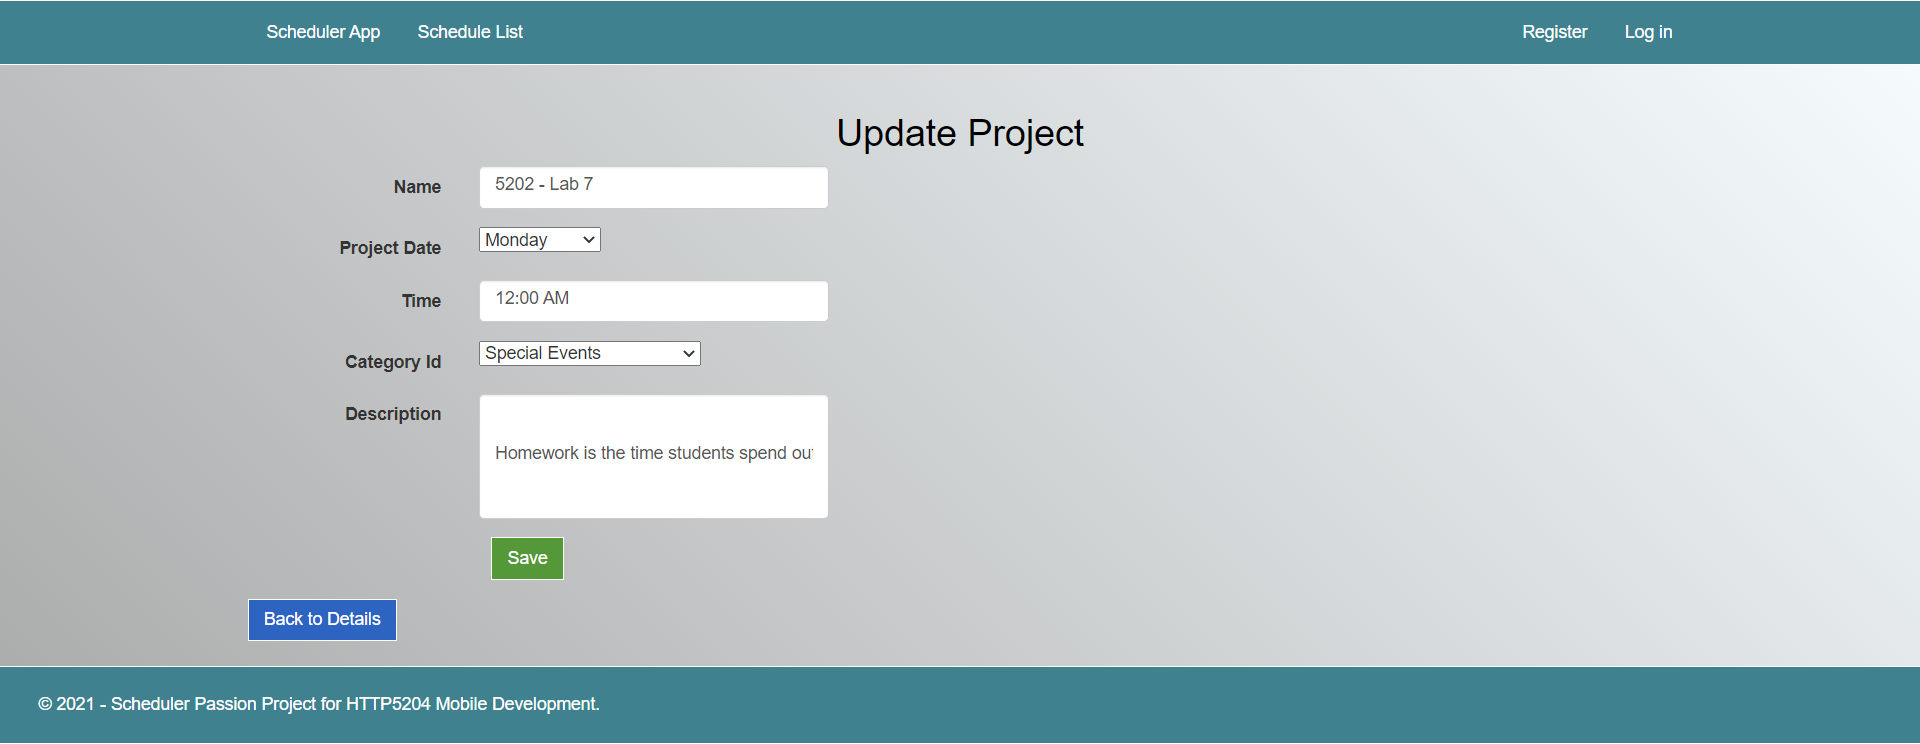 Scheduler App Schedule List Register Log in
Update Project
Name 5202 - Lab 7
Project Date Monday
Time 12:00 AM
Category Id Special Events
Description
Homework is the time students spend
Save
Back to Details
© 2021 - Scheduler Passion Project for HTTP5204 Mobile Development.